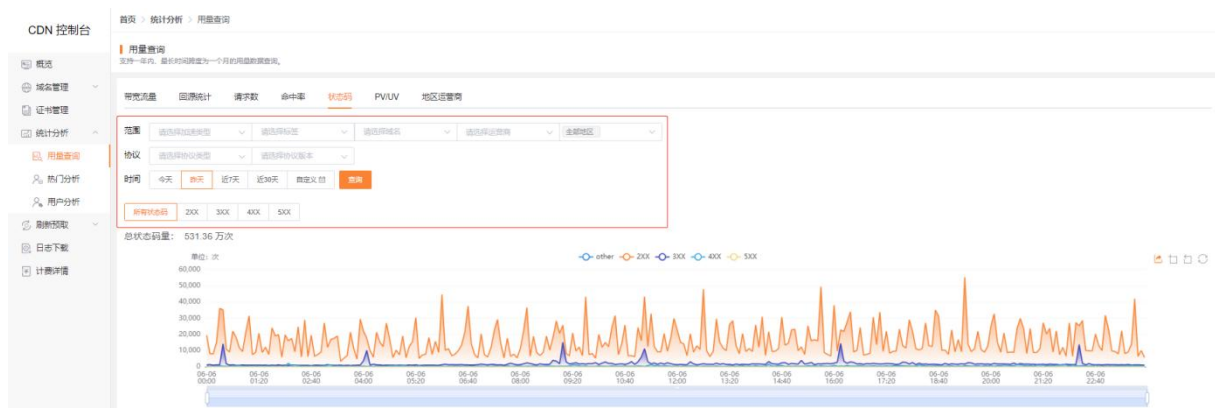 CDN 控制台
首页 > 统计分析 > 用量查询
用量查询
支持一年内、最长时间跨度为一个月的用量数据查询。
概览
域名管理
证书管理
统计分析
用量查询
热门分析
用户分析
刷新预取
日志下载
计费详情
带宽流量 回源统计 请求数 命中率 状态码 PV/UV 地区运营商
范围 请选择加速类型 请选择标签 请选择域名 请选择运营商 全部地区
协议 请选择协议类型 请选择协议版本
时间 今天 昨天 近7天 近30天 自定义 查询
所有状态码 2XX 3XX 4XX 5XX
总状态码量: 531.36 万次
单位: 次
other 2XX 3XX 4XX 5XX
60,000
50,000
40,000
30,000
20,000
10,000
0
06-06 06-06 06-06 06-06 06-06 06-06 06-06 06-06 06-06 06-06 06-06 06-06 06-06 06-06 06-06 06-06 06-06 06-06
00:00 01:20 02:40 04:00 05:20 06:40 08:00 09:20 10:40 12:00 13:20 14:40 16:00 17:20 18:40 20:00 21:20 22:40